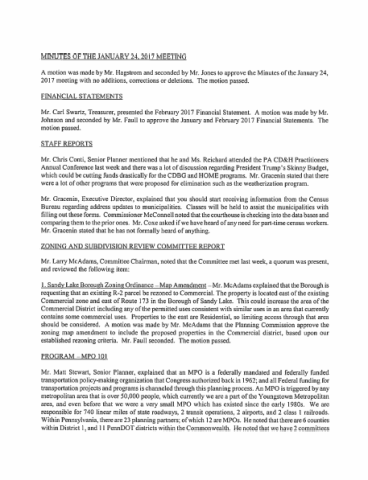 MINUTES OF THE JANUARY 24, 2017 MEETING
A motion was made by Mr. Hagstrom and seconded by Mr. Jones to approve the Minutes of the January 24,
2017 meeting with no additions, corrections or deletions. The motion passed.
FINANCIAL STATEMENTS
Mr. Carl Swartz, Treasurer, presented the February 2017 Financial Statement. A motion was made by Mr.
Johnson and seconded by Mr. Faull to approve the January and February 2017 Financial Statements. The
motion passed.
STAFF REPORTS
Mr. Chris Conti, Senior Planner mentioned that he and Ms. Reichard attended the PA CD&H Practitioners
Annual Conference last week and there was a lot of discussion regarding President Trump's Skinny Budget,
which could be cutting funds drastically for the CDBG and HOME programs. Mr. Gracenin stated that there
were a lot of other programs that were proposed for elimination such as the weatherization program.
Mr. Gracenin, Executive Director, explained that you should start receiving information from the Census
Bureau regarding address updates to municipalities. Classes will be held to assist the municipalities with
filling out these forms. Commissioner McConnell noted that the courthouse is checking into the data bases and
comparing them to the prior ones. Mr. Cone asked if we have heard of any need for part-time census workers.
Mr. Gracenin stated that he has not formally heard of anything.
ZONING AND SUBDIVISION REVIEW COMMITTEE REPORT
Mr. Larry McAdams, Committee Chairman, noted that the Committee met last week, a quorum was present,
and reviewed the following item:
1. Sandy Lake Borough Zoning Ordinance – Map Amendment – Mr. McAdams explained that the Borough is
requesting that an existing R-2 parcel be rezoned to Commercial. The property is located east of the existing
Commercial zone and east of Route 173 in the Borough of Sandy Lake. This could increase the area of the
Commercial District including any of the permitted uses consistent with similar uses in an area that currently
contains some commercial uses. Properties to the east are Residential, so limiting access through that area
should be considered. A motion was made by Mr. McAdams that the Planning Commission approve the
zoning map amendment to include the proposed properties in the Commercial district, based upon our
established rezoning criteria. Mr. Faull seconded. The motion passed.
PROGRAM – MPO 101
Mr. Matt Stewart, Senior Planner, explained that an MPO is a federally mandated and federally funded
transportation policy-making organization that Congress authorized back in 1962; and all Federal funding for
transportation projects and programs is channeled through this planning process. An MPO is triggered by any
metropolitan area that is over 50,000 people, which currently we are a part of the Youngstown Metropolitan
area, and even before that we were a very small MPO which has existed since the early 1980s. We are
responsible for 740 linear miles of state roadways, 2 transit operations, 2 airports, and 2 class 1 railroads.
Within Pennsylvania, there are 23 planning partners; of which 12 are MPOs. He noted that there are 6 counties
within District 1, and 11 PennDOT districts within the Commonwealth. He noted that we have 2 committees